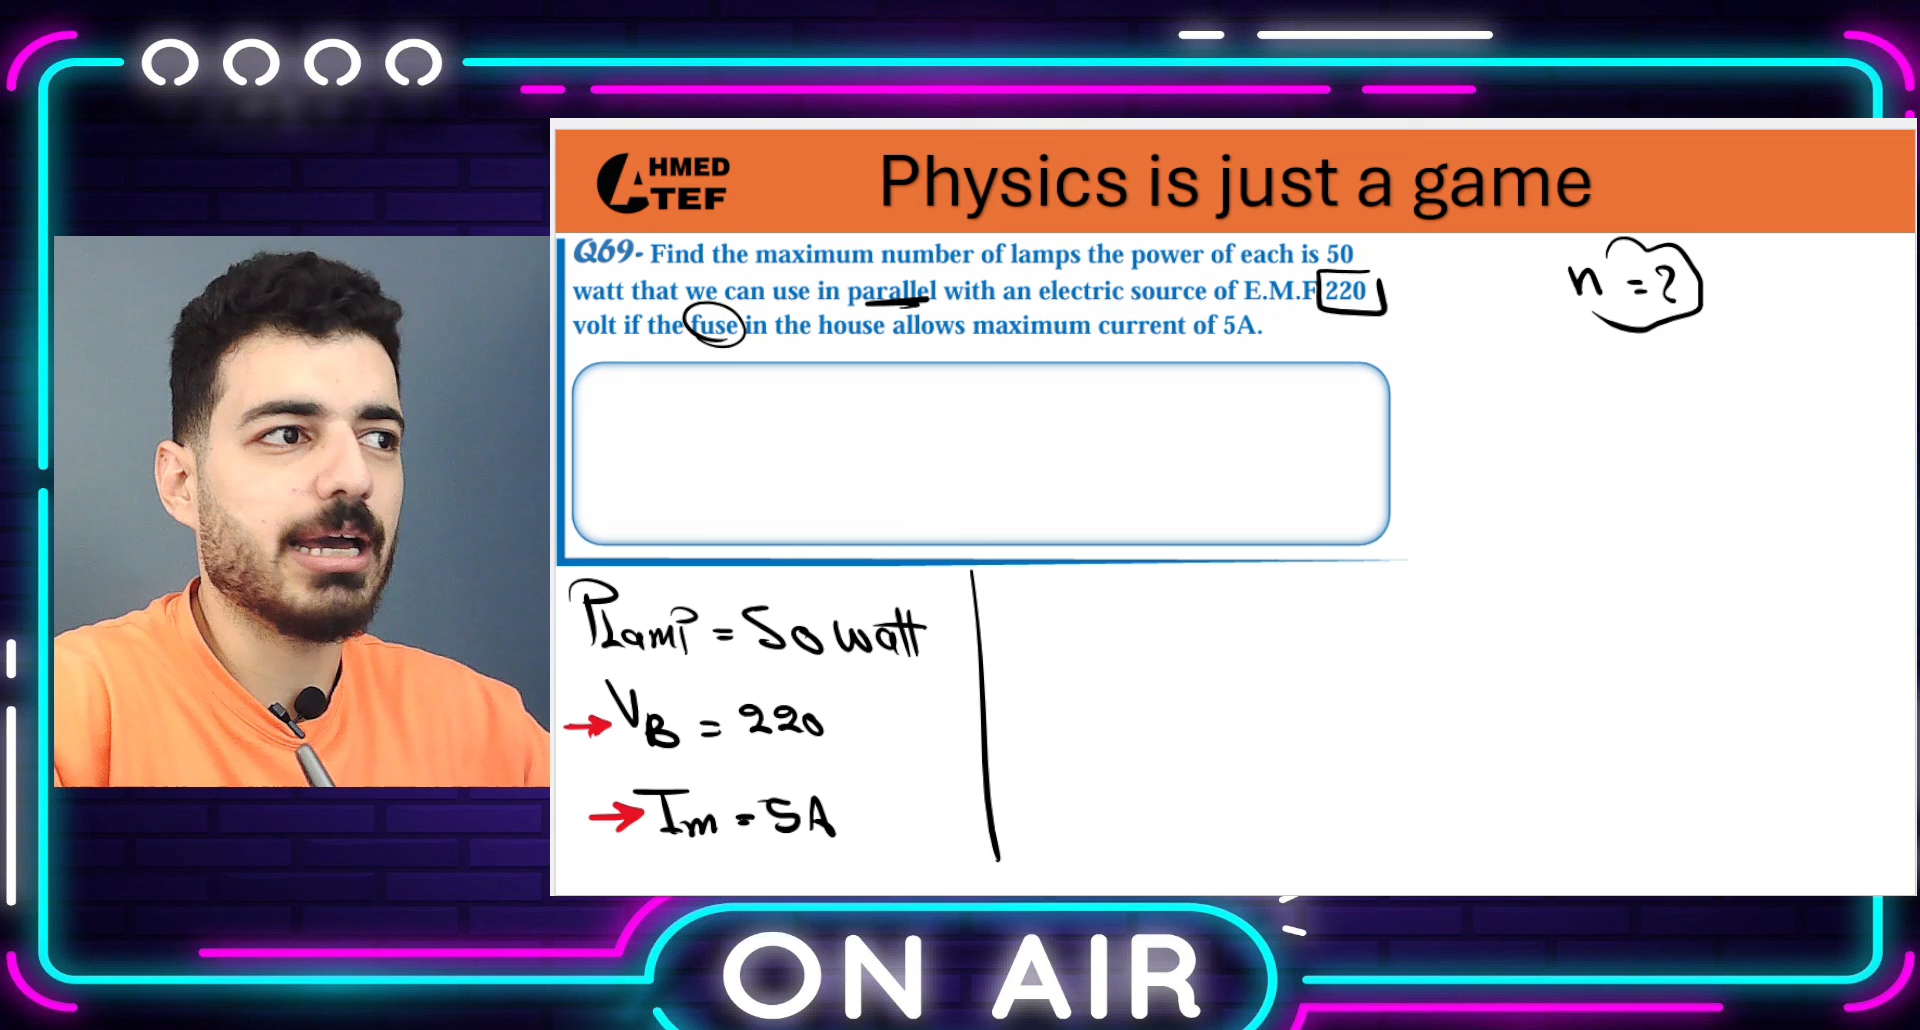 AHMED
ATEF
Physics is just a game
Q69- Find the maximum number of lamps the power of each is 50
watt that we can use in parallel with an electric source of E.M.F 220
volt if the fuse in the house allows maximum current of 5A.
n = ?
PLamp = 50 watt
VB = 220
Im = 5A
ON AIR